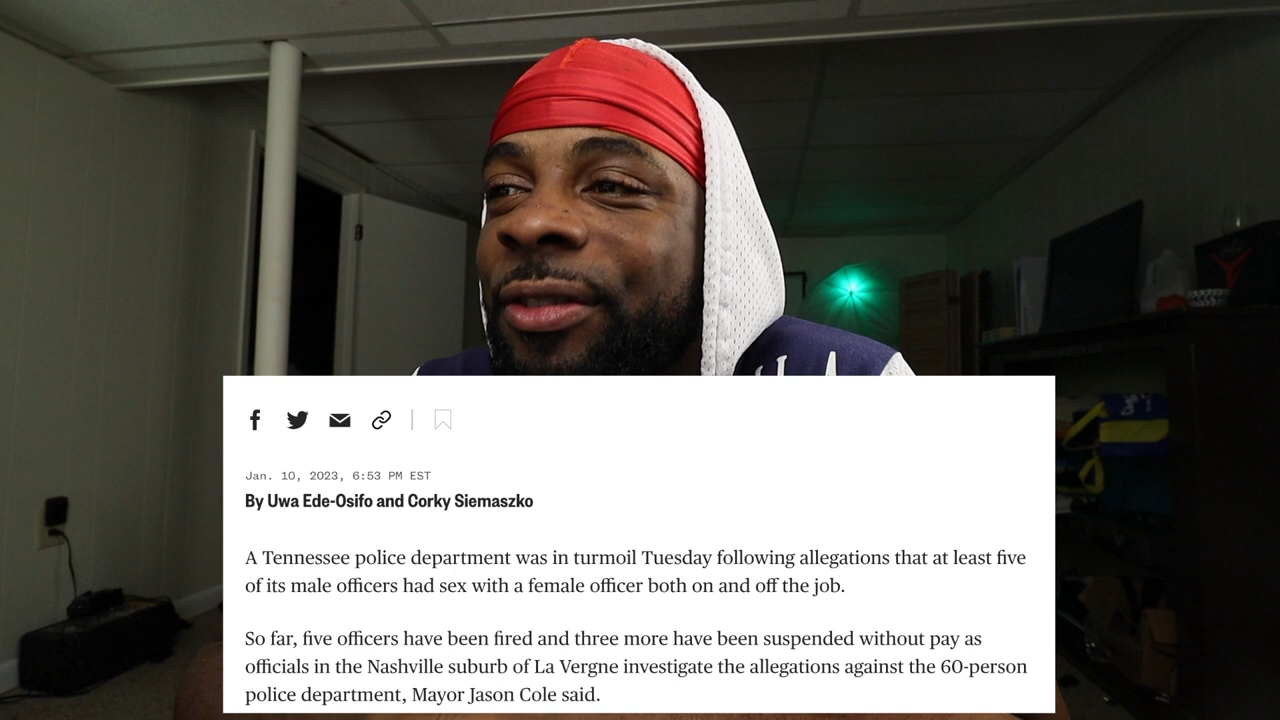 Jan. 10, 2023, 6:53 PM EST
By Uwa Ede-Osifo and Corky Siemaszko
A Tennessee police department was in turmoil Tuesday following allegations that at least five
of its male officers had sex with a female officer both on and off the job.
So far, five officers have been fired and three more have been suspended without pay as
officials in the Nashville suburb of La Vergne investigate the allegations against the 60-person
police department, Mayor Jason Cole said.